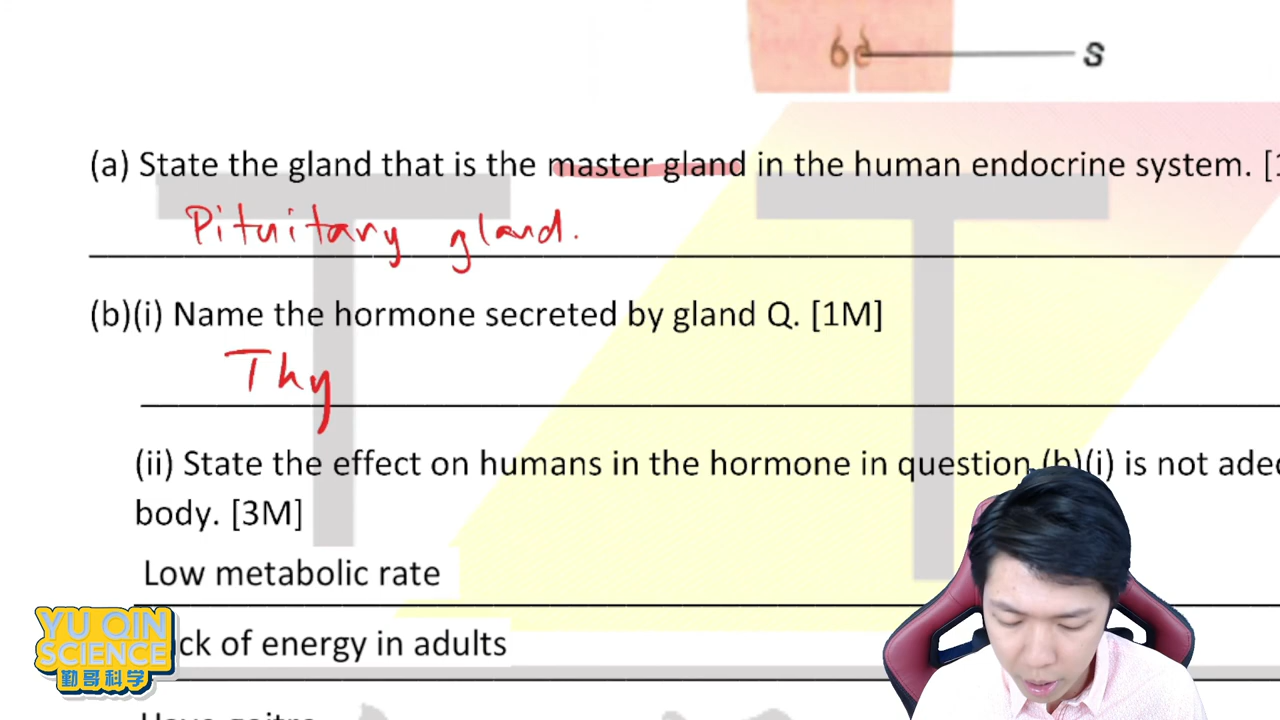 S
(a) State the gland that is the master gland in the human endocrine system. [1
Pituitary gland.
(b)(i) Name the hormone secreted by gland Q. [1M]
Thy
(ii) State the effect on humans in the hormone in question (b)(i) is not ade
body. [3M]
Low metabolic rate
ck of energy in adults
YU QIN
SCIENCE
勤哥科学